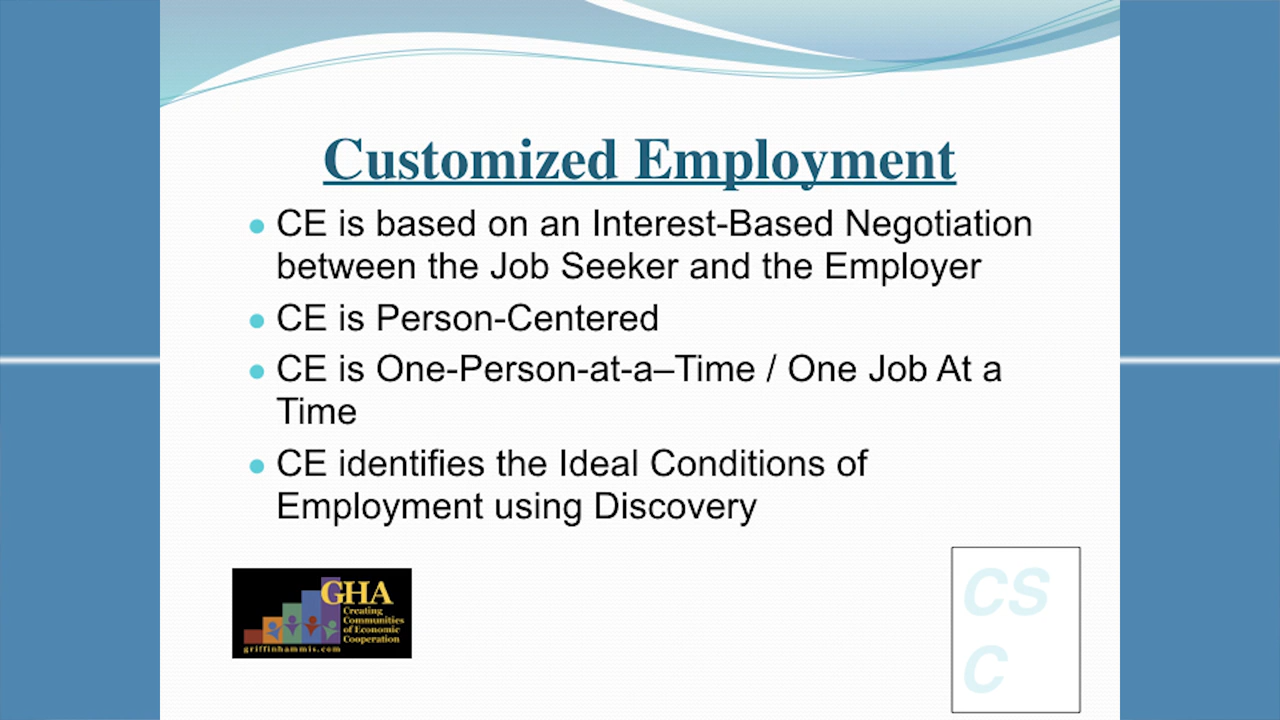 Customized Employment
● CE is based on an Interest-Based Negotiation
between the Job Seeker and the Employer
● CE is Person-Centered
● CE is One-Person-at-a–Time / One Job At a
Time
● CE identifies the Ideal Conditions of
Employment using Discovery
GHA
Creating
Communities
of Economic
Cooperation
griffinhammis.com
CS
C